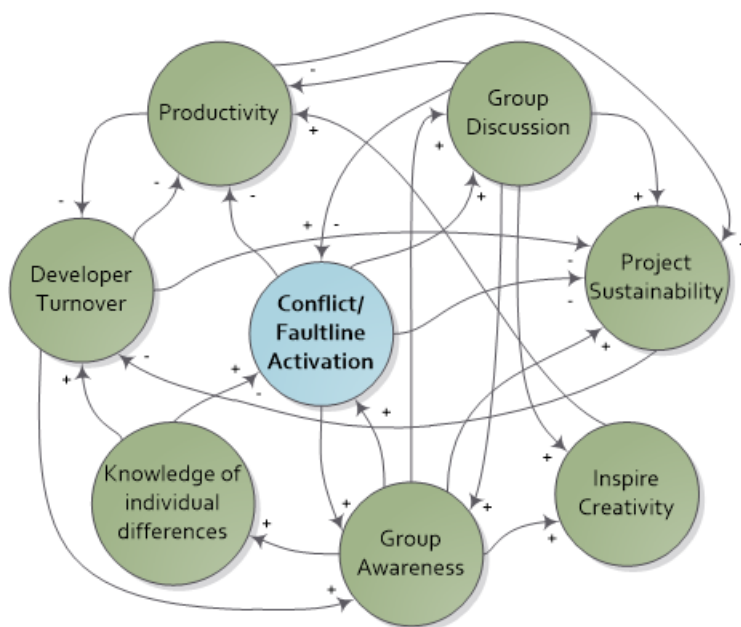 Productivity
Group
Discussion
Developer
Turnover
Conflict/
Faultline
Activation
Project
Sustainability
Knowledge of
individual
differences
Group
Awareness
Inspire
Creativity
-
+
+
-
-
-
+
-
+
+
-
-
-
+
+
-
+
-
+
+
+
+
+
+
+